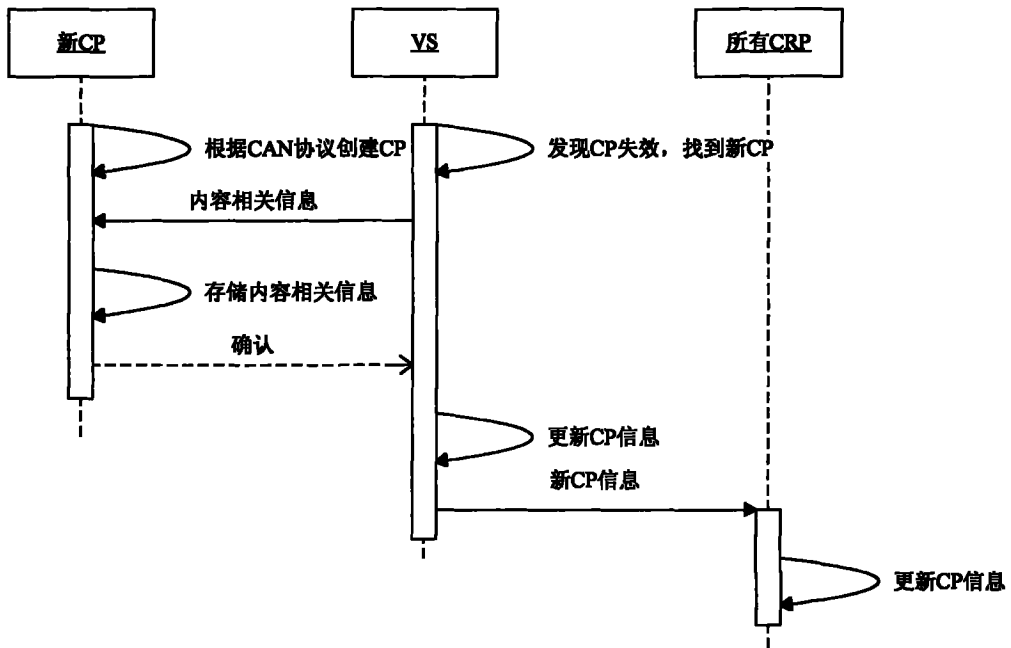 新CP
VS
所有CRP
根据CAN协议创建CP
发现CP失效，找到新CP
内容相关信息
存储内容相关信息
确认
更新CP信息
新CP信息
更新CP信息